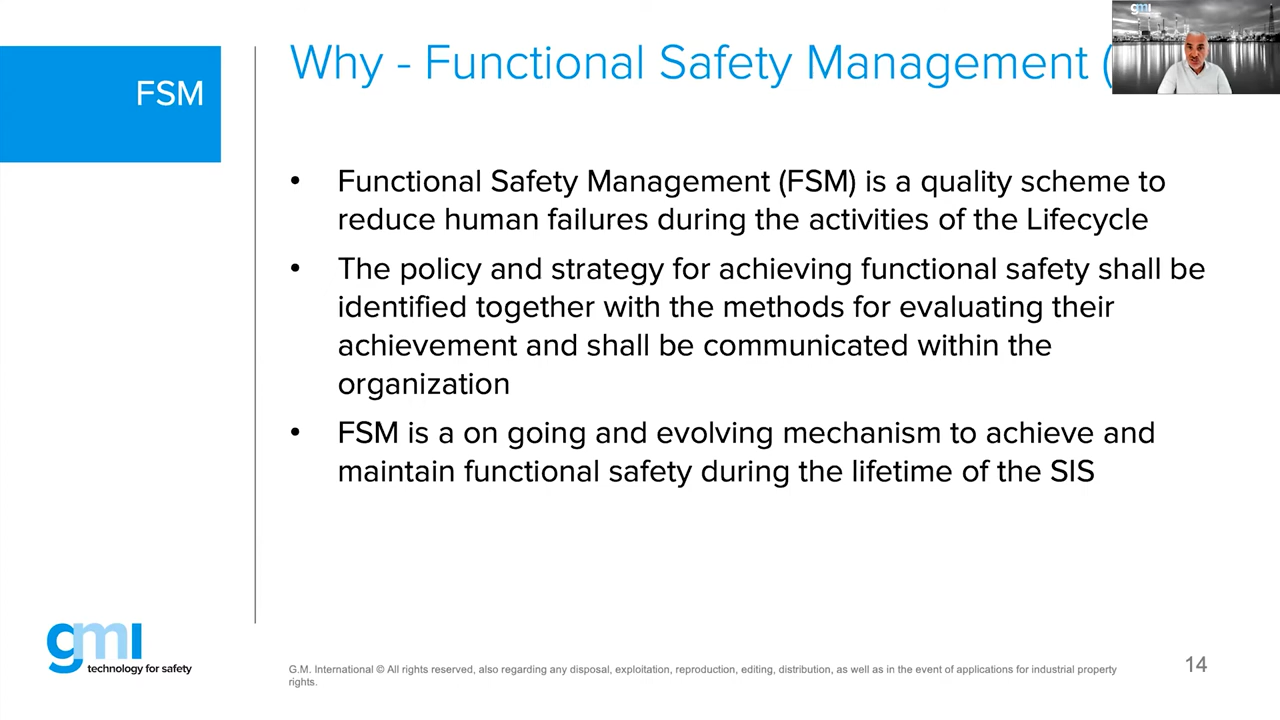 FSM
Why - Functional Safety Management (
gmi
• Functional Safety Management (FSM) is a quality scheme to
reduce human failures during the activities of the Lifecycle
• The policy and strategy for achieving functional safety shall be
identified together with the methods for evaluating their
achievement and shall be communicated within the
organization
• FSM is a on going and evolving mechanism to achieve and
maintain functional safety during the lifetime of the SIS
gmi
technology for safety
G.M. International © All rights reserved, also regarding any disposal, exploitation, reproduction, editing, distribution, as well as in the event of applications for industrial property
rights.
14